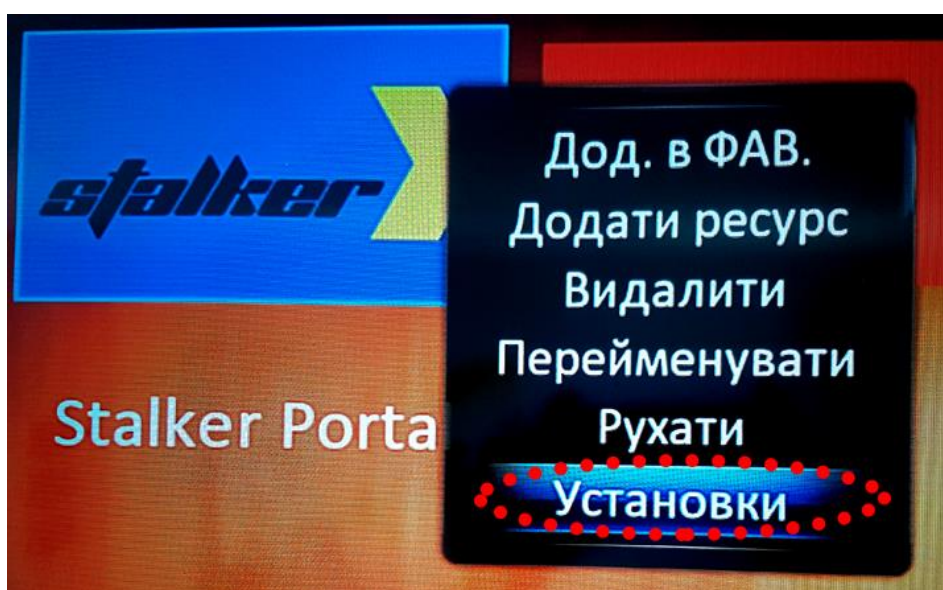 stalker
Дод. в ФАВ.
Додати ресурс
Видалити
Перейменувати
Stalker Porta
Рухати
Установки